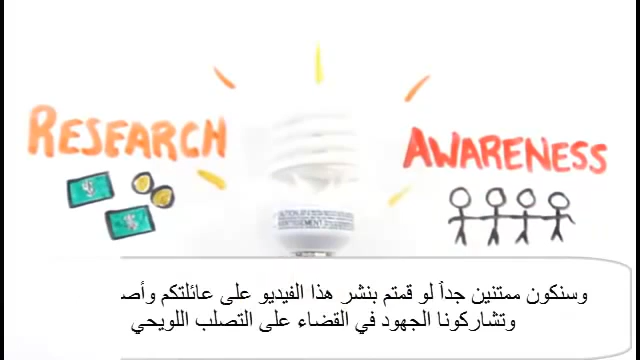 RESEARCH
AWARENESS
وسنكون ممتنين جداً لو قمتم بنشر هذا الفيديو على عائلتكم
وتشاركونا الجهود في القضاء على التصلب اللويحي